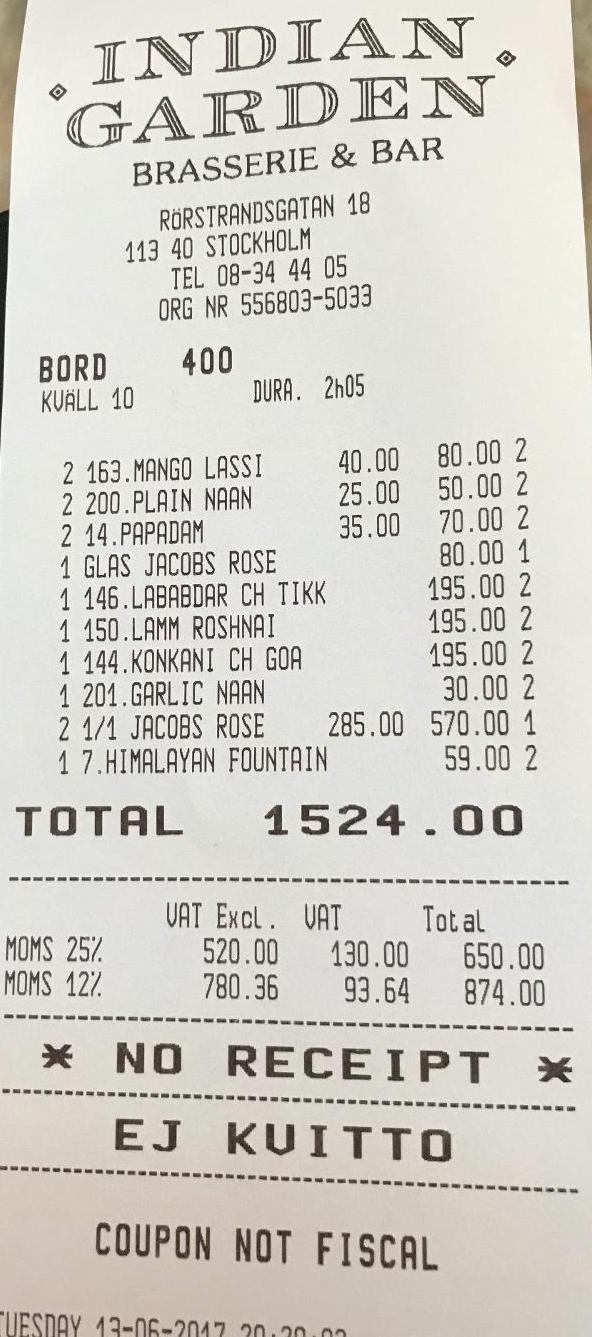 INDIAN
GARDEN
BRASSERIE & BAR
RÖRSTRANDSGATAN 18
113 40 STOCKHOLM
TEL 08-34 44 05
ORG NR 556803-5033
BORD 400
KVÄLL 10 DURA. 2h05
2 163.MANGO LASSI 40.00 80.00 2
2 200.PLAIN NAAN 25.00 50.00 2
2 14.PAPADAM 35.00 70.00 2
1 GLAS JACOBS ROSE 80.00 1
1 146.LABABDAR CH TIKK 195.00 2
1 150.LAMM ROSHNAI 195.00 2
1 144.KONKANI CH GOA 195.00 2
1 201.GARLIC NAAN 30.00 2
2 1/1 JACOBS ROSE 285.00 570.00 1
1 7.HIMALAYAN FOUNTAIN 59.00 2
TOTAL 1524.00
VAT Excl. VAT Total
MOMS 25% 520.00 130.00 650.00
MOMS 12% 780.36 93.64 874.00
* NO RECEIPT *
EJ KVITTO
COUPON NOT FISCAL
TUESDAY 13-06-2017